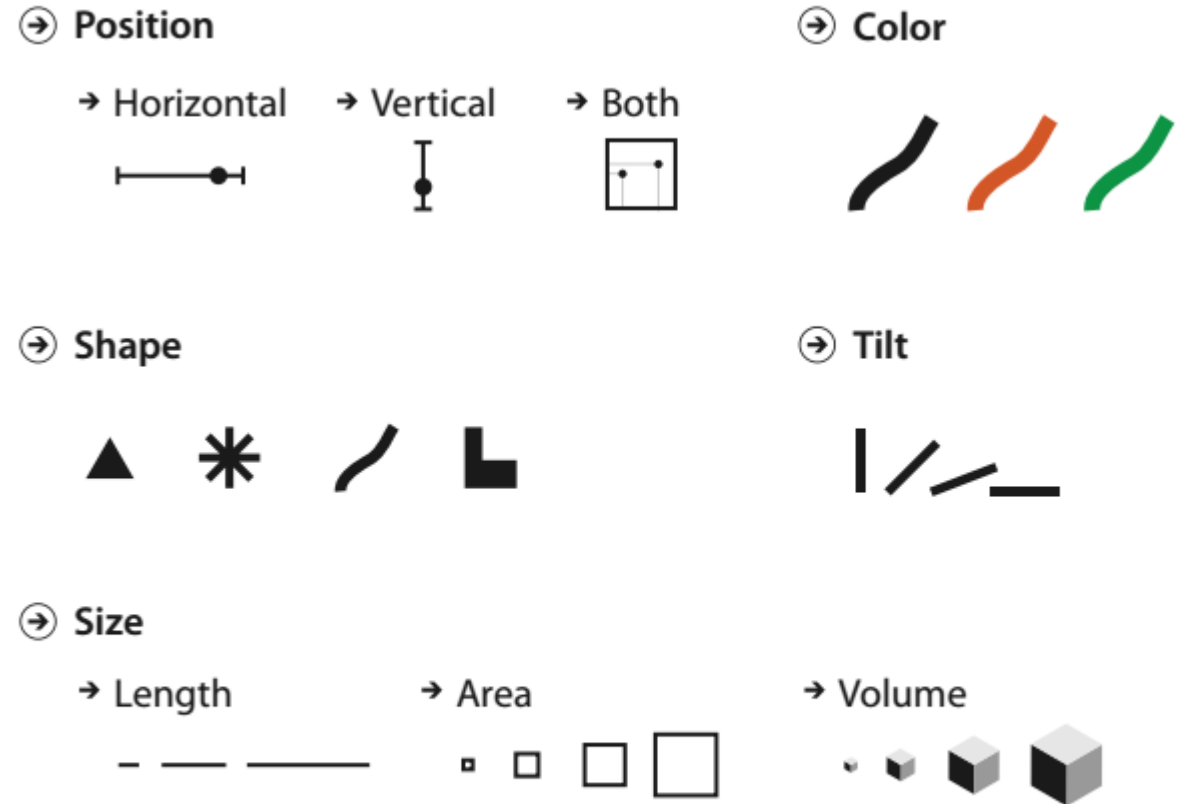 Position
Color
Horizontal
Vertical
Both
Shape
Tilt
Size
Length
Area
Volume